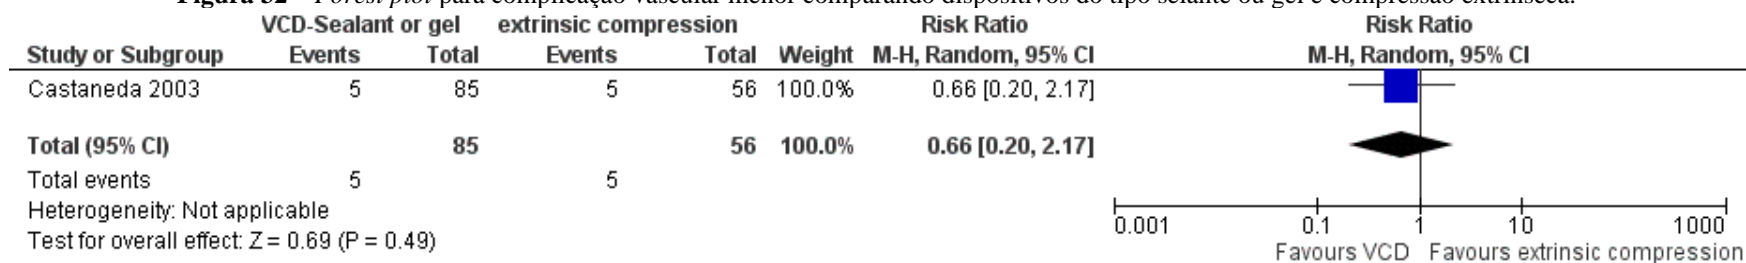 Figura 32 – Forest plot para complicação vascular menor comparando dispositivos do tipo selante ou gel e compressão extrínseca.
VCD-Sealant or gel extrinsic compression Risk Ratio Risk Ratio
Study or Subgroup Events Total Events Total Weight M-H, Random, 95% CI M-H, Random, 95% CI
Castaneda 2003 5 85 5 56 100.0% 0.66 [0.20, 2.17]
Total (95% CI) 85 56 100.0% 0.66 [0.20, 2.17]
Total events 5 5
Heterogeneity: Not applicable
Test for overall effect: Z = 0.69 (P = 0.49)
0.001 0.1 1 10 1000
Favours VCD Favours extrinsic compression